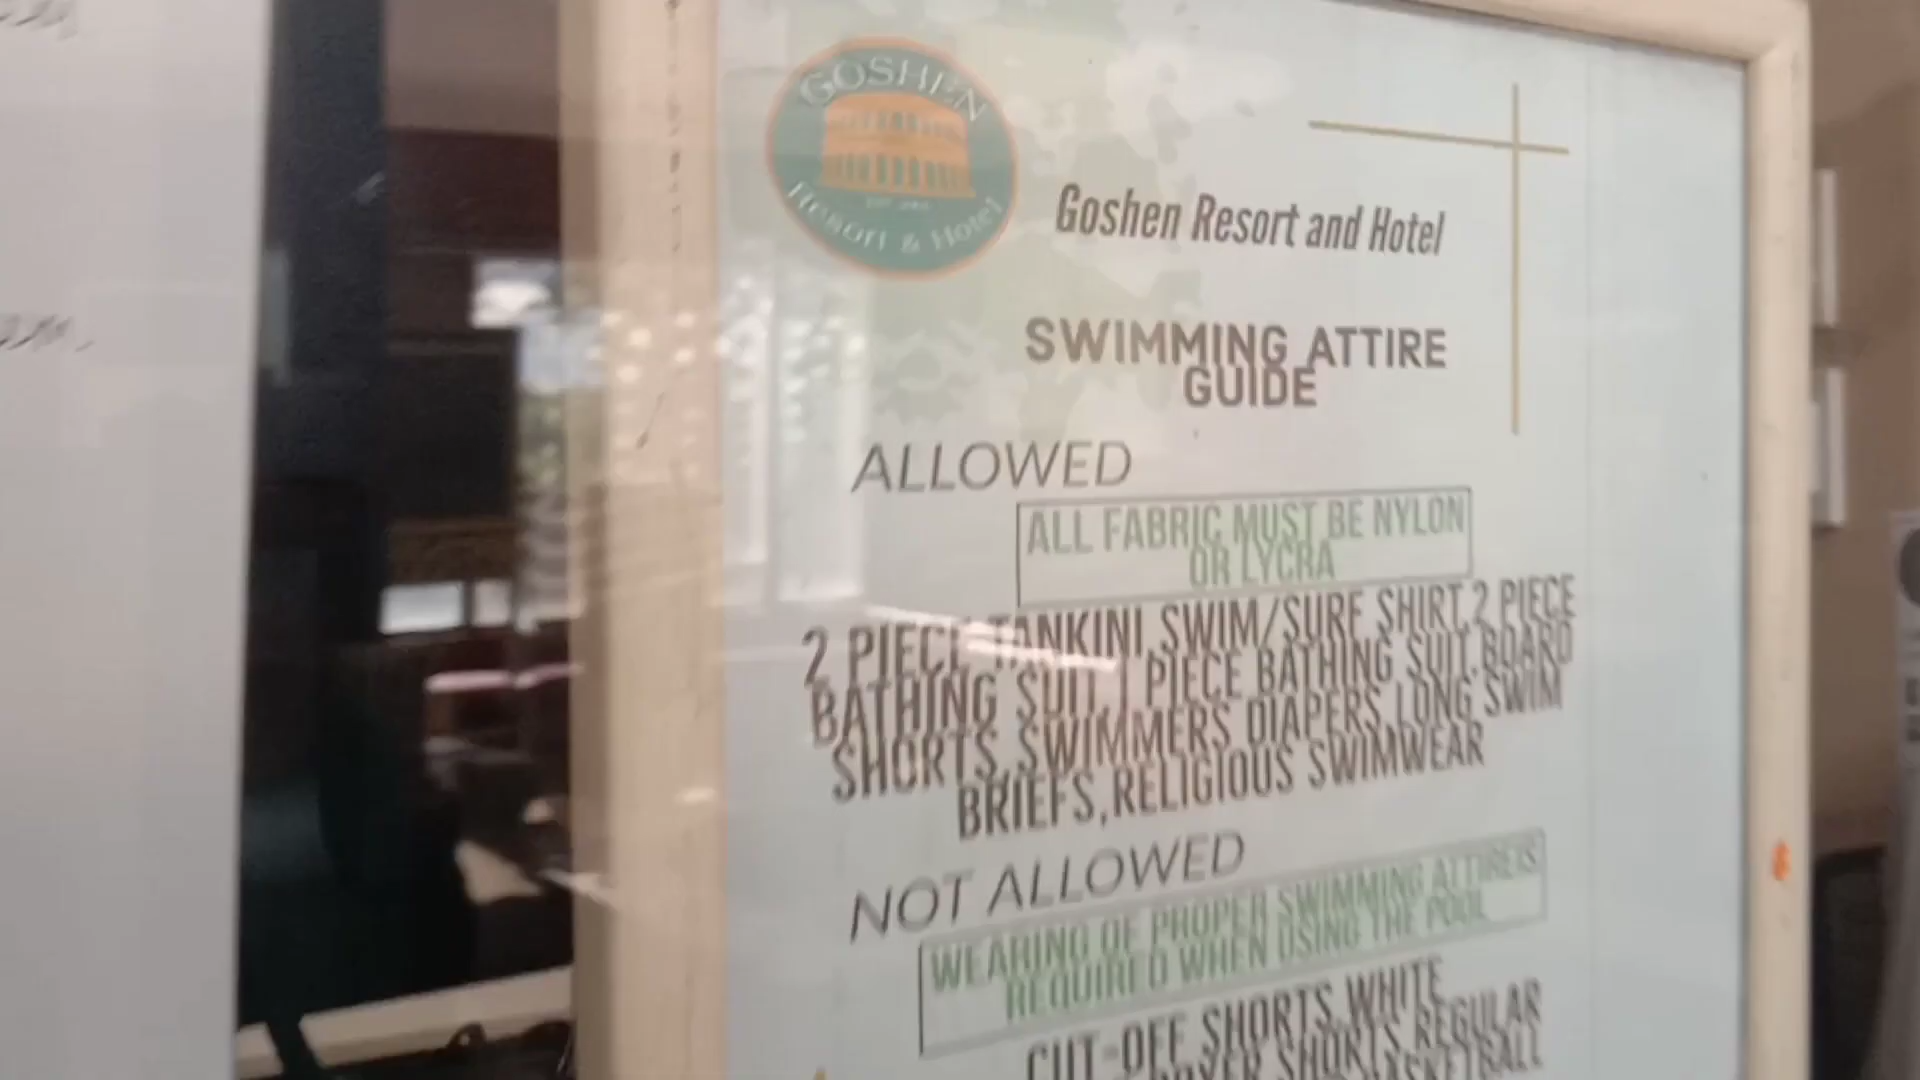 GOSHEN
Resort & Hotel
Goshen Resort and Hotel
SWIMMING ATTIRE
GUIDE
ALLOWED
ALL FABRIC MUST BE NYLON
OR LYCRA
2 PIECE TANKINI, SWIM/SURF SHIRT, 2 PIECE
BATHING SUIT, 1 PIECE BATHING SUIT, BOARD
SHORTS, SWIMMERS DIAPERS, LONG SWIM
BRIEFS, RELIGIOUS SWIMWEAR
NOT ALLOWED
WEARING OF PROPER SWIMMING ATTIRE IS
REQUIRED WHEN USING THE POOL
CUT-OFF SHORTS, WHITE
SHORTS, REGULAR
BASKETBALL